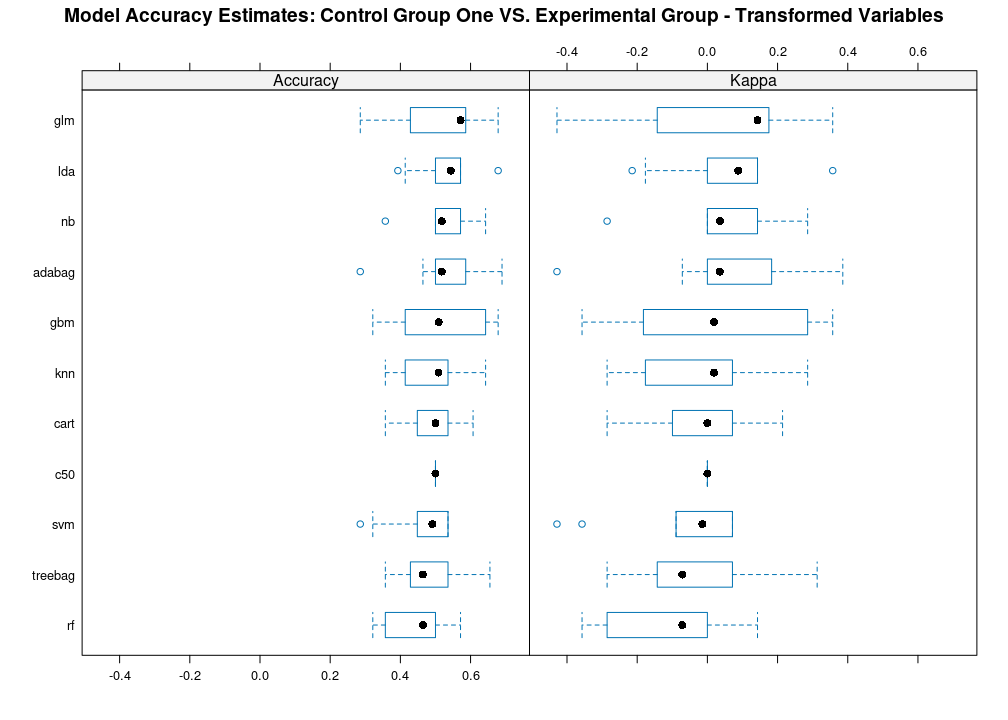 Model Accuracy Estimates: Control Group One VS. Experimental Group - Transformed Variables
-0.4 -0.2 0.0 0.2 0.4 0.6
Accuracy Kappa
glm
lda
nb
adabag
gbm
knn
cart
c50
svm
treebag
rf
-0.4 -0.2 0.0 0.2 0.4 0.6